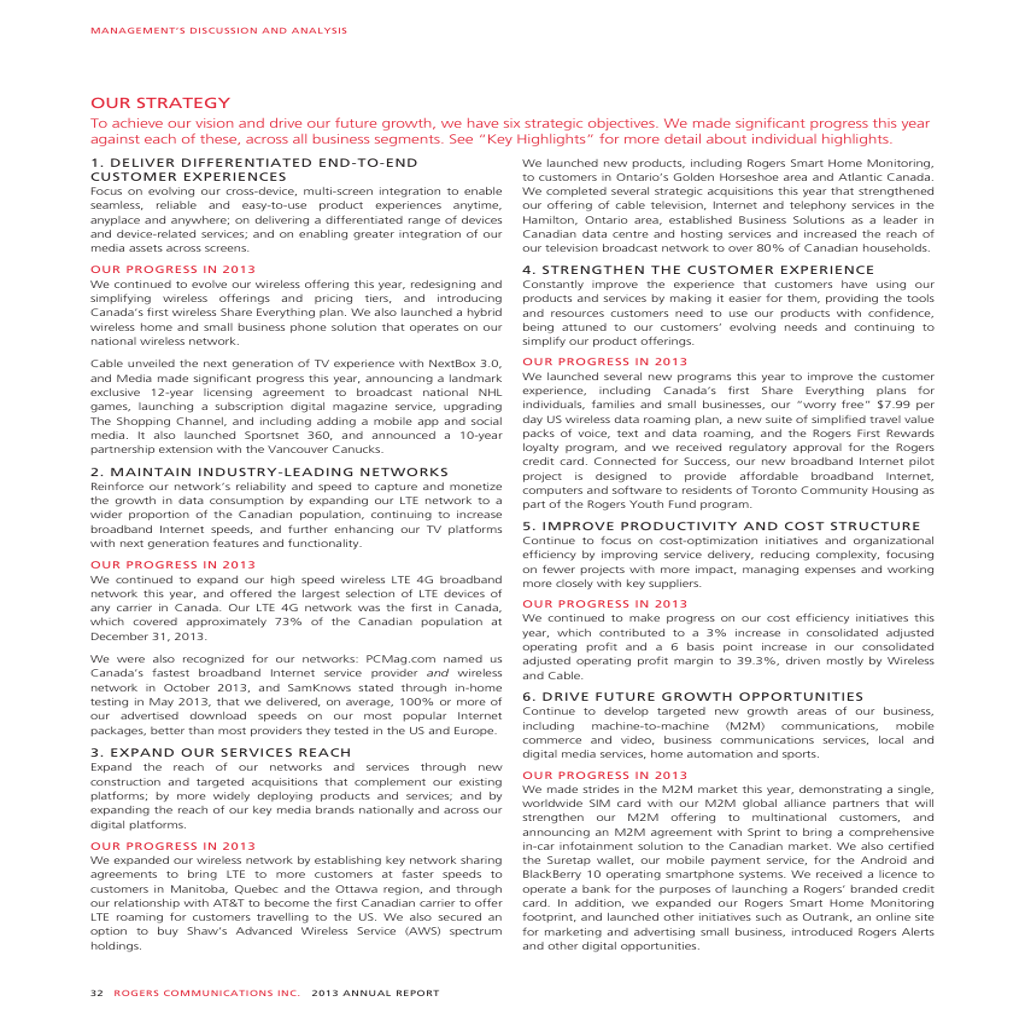 MANAGEMENT'S DISCUSSION AND ANALYSIS
OUR STRATEGY
To achieve our vision and drive our future growth, we have six strategic objectives. We made significant progress this year
against each of these, across all business segments. See “Key Highlights” for more detail about individual highlights.
1. DELIVER DIFFERENTIATED END-TO-END
CUSTOMER EXPERIENCES
Focus on evolving our cross-device, multi-screen integration to enable
seamless, reliable and easy-to-use product experiences anytime,
anyplace and anywhere; on delivering a differentiated range of devices
and device-related services; and on enabling greater integration of our
media assets across screens.
OUR PROGRESS IN 2013
We continued to evolve our wireless offering this year, redesigning and
simplifying wireless offerings and pricing tiers, and introducing
Canada's first wireless Share Everything plan. We also launched a hybrid
wireless home and small business phone solution that operates on our
national wireless network.
Cable unveiled the next generation of TV experience with NextBox 3.0,
and Media made significant progress this year, announcing a landmark
exclusive 12-year licensing agreement to broadcast national NHL
games, launching a subscription digital magazine service, upgrading
The Shopping Channel, and including adding a mobile app and social
media. It also launched Sportsnet 360, and announced a 10-year
partnership extension with the Vancouver Canucks.
2. MAINTAIN INDUSTRY-LEADING NETWORKS
Reinforce our network's reliability and speed to capture and monetize
the growth in data consumption by expanding our LTE network to a
wider proportion of the Canadian population, continuing to increase
broadband Internet speeds, and further enhancing our TV platforms
with next generation features and functionality.
OUR PROGRESS IN 2013
We continued to expand our high speed wireless LTE 4G broadband
network this year, and offered the largest selection of LTE devices of
any carrier in Canada. Our LTE 4G network was the first in Canada,
which covered approximately 73% of the Canadian population at
December 31, 2013.
We were also recognized for our networks: PCMag.com named us
Canada's fastest broadband Internet service provider and wireless
network in October 2013, and SamKnows stated through in-home
testing in May 2013, that we delivered, on average, 100% or more of
our advertised download speeds on our most popular Internet
packages, better than most providers they tested in the US and Europe.
3. EXPAND OUR SERVICES REACH
Expand the reach of our networks and services through new
construction and targeted acquisitions that complement our existing
platforms; by more widely deploying products and services; and by
expanding the reach of our key media brands nationally and across our
digital platforms.
OUR PROGRESS IN 2013
We expanded our wireless network by establishing key network sharing
agreements to bring LTE to more customers at faster speeds to
customers in Manitoba, Quebec and the Ottawa region, and through
our relationship with AT&T to become the first Canadian carrier to offer
LTE roaming for customers travelling to the US. We also secured an
option to buy Shaw's Advanced Wireless Service (AWS) spectrum
holdings.
We launched new products, including Rogers Smart Home Monitoring,
to customers in Ontario's Golden Horseshoe area and Atlantic Canada.
We completed several strategic acquisitions this year that strengthened
our offering of cable television, Internet and telephony services in the
Hamilton, Ontario area, established Business Solutions as a leader in
Canadian data centre and hosting services and increased the reach of
our television broadcast network to over 80% of Canadian households.
4. STRENGTHEN THE CUSTOMER EXPERIENCE
Constantly improve the experience that customers have using our
products and services by making it easier for them, providing the tools
and resources customers need to use our products with confidence,
being attuned to our customers' evolving needs and continuing to
simplify our product offerings.
OUR PROGRESS IN 2013
We launched several new programs this year to improve the customer
experience, including Canada's first Share Everything plans for
individuals, families and small businesses, our “worry free” $7.99 per
day US wireless data roaming plan, a new suite of simplified travel value
packs of voice, text and data roaming, and the Rogers First Rewards
loyalty program, and we received regulatory approval for the Rogers
credit card. Connected for Success, our new broadband Internet pilot
project is designed to provide affordable broadband Internet,
computers and software to residents of Toronto Community Housing as
part of the Rogers Youth Fund program.
5. IMPROVE PRODUCTIVITY AND COST STRUCTURE
Continue to focus on cost-optimization initiatives and organizational
efficiency by improving service delivery, reducing complexity, focusing
on fewer projects with more impact, managing expenses and working
more closely with key suppliers.
OUR PROGRESS IN 2013
We continued to make progress on our cost efficiency initiatives this
year, which contributed to a 3% increase in consolidated adjusted
operating profit and a 6 basis point increase in our consolidated
adjusted operating profit margin to 39.3%, driven mostly by Wireless
and Cable.
6. DRIVE FUTURE GROWTH OPPORTUNITIES
Continue to develop targeted new growth areas of our business,
including machine-to-machine (M2M) communications, mobile
commerce and video, business communications services, local and
digital media services, home automation and sports.
OUR PROGRESS IN 2013
We made strides in the M2M market this year, demonstrating a single,
worldwide SIM card with our M2M global alliance partners that will
strengthen our M2M offering to multinational customers, and
announcing an M2M agreement with Sprint to bring a comprehensive
in-car infotainment solution to the Canadian market. We also certified
the Suretap wallet, our mobile payment service, for the Android and
BlackBerry 10 operating smartphone systems. We received a licence to
operate a bank for the purposes of launching a Rogers' branded credit
card. In addition, we expanded our Rogers Smart Home Monitoring
footprint, and launched other initiatives such as Outrank, an online site
for marketing and advertising small business, introduced Rogers Alerts
and other digital opportunities.
32 ROGERS COMMUNICATIONS INC. 2013 ANNUAL REPORT